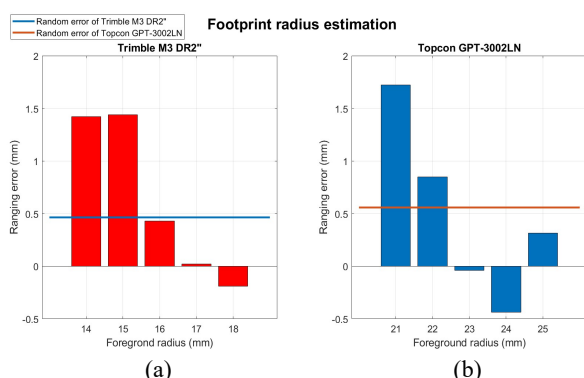 Footprint radius estimation
Random error of Trimble M3 DR2"
Random error of Topcon GPT-3002LN
Trimble M3 DR2"
Ranging error (mm)
2
1.5
1
0.5
0
-0.5
14 15 16 17 18
Foregrond radius (mm)
(a)
Topcon GPT-3002LN
Ranging error (mm)
2
1.5
1
0.5
0
-0.5
21 22 23 24 25
Foreground radius (mm)
(b)